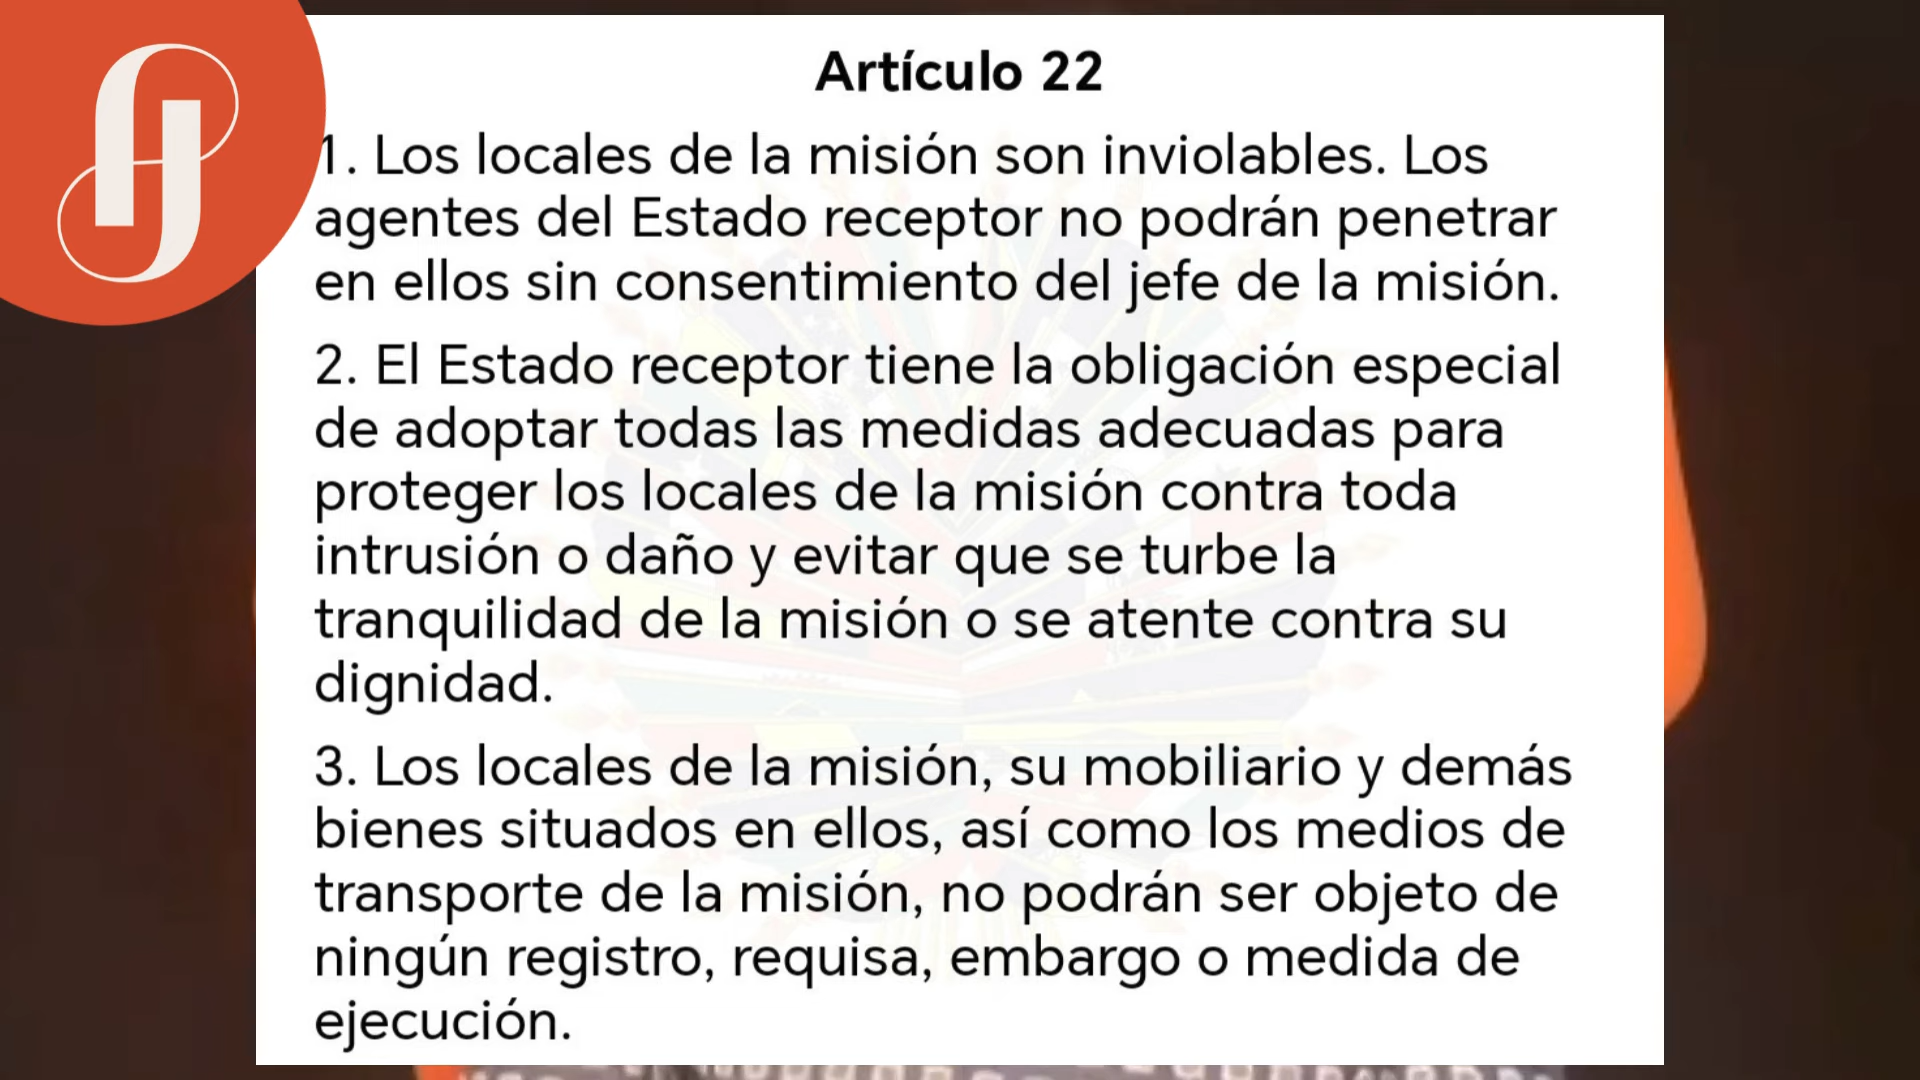 Artículo 22
1. Los locales de la misión son inviolables. Los
agentes del Estado receptor no podrán penetrar
en ellos sin consentimiento del jefe de la misión.
2. El Estado receptor tiene la obligación especial
de adoptar todas las medidas adecuadas para
proteger los locales de la misión contra toda
intrusión o daño y evitar que se turbe la
tranquilidad de la misión o se atente contra su
dignidad.
3. Los locales de la misión, su mobiliario y demás
bienes situados en ellos, así como los medios de
transporte de la misión, no podrán ser objeto de
ningún registro, requisa, embargo o medida de
ejecución.